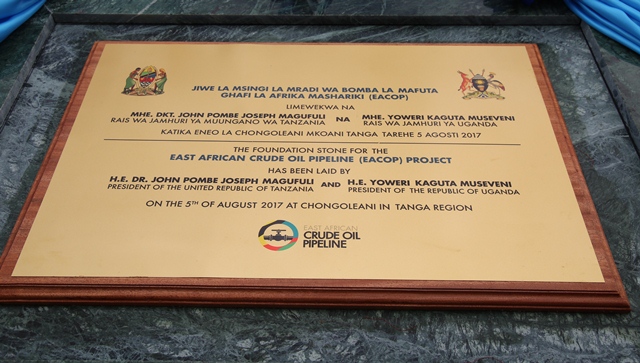 JIWE LA MSINGI LA MRADI WA BOMBA LA MAFUTA
GHAFI LA AFRIKA MASHARIKI (EACOP)
LIMEWEKWA NA
MHE. DKT. JOHN POMBE JOSEPH MAGUFULI NA MHE. YOWERI KAGUTA MUSEVENI
RAIS WA JAMHURI YA MUUNGANO WA TANZANIA RAIS WA JAMHURI YA UGANDA
KATIKA ENEO LA CHONGOLEANI MKOANI TANGA TAREHE 5 AGOSTI 2017
THE FOUNDATION STONE FOR THE
EAST AFRICAN CRUDE OIL PIPELINE (EACOP) PROJECT
HAS BEEN LAID BY
H.E. DR. JOHN POMBE JOSEPH MAGUFULI AND H.E. YOWERI KAGUTA MUSEVENI
PRESIDENT OF THE UNITED REPUBLIC OF TANZANIA PRESIDENT OF THE REPUBLIC OF UGANDA
ON THE 5TH OF AUGUST 2017 AT CHONGOLEANI IN TANGA REGION
EAST AFRICAN
CRUDE OIL
PIPELINE